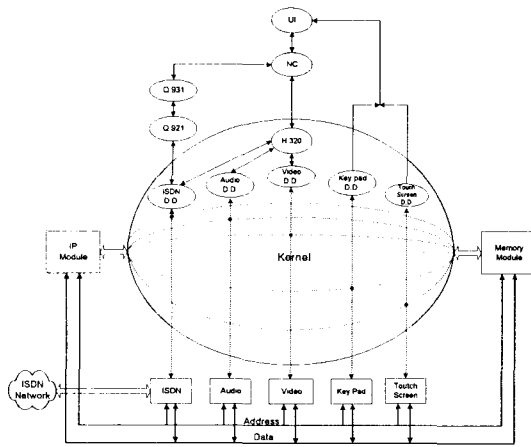 UI
NC
Q 931
Q 921
H 320
ISDN
D.D
Audio
D.D
Video
D.D
Key pad
D.D
Toutch
Screen
D.D
IP
Module
Kernel
Memory
Module
ISDN
Network
ISDN
Audio
Video
Key Pad
Toutch
Screen
Address
Data